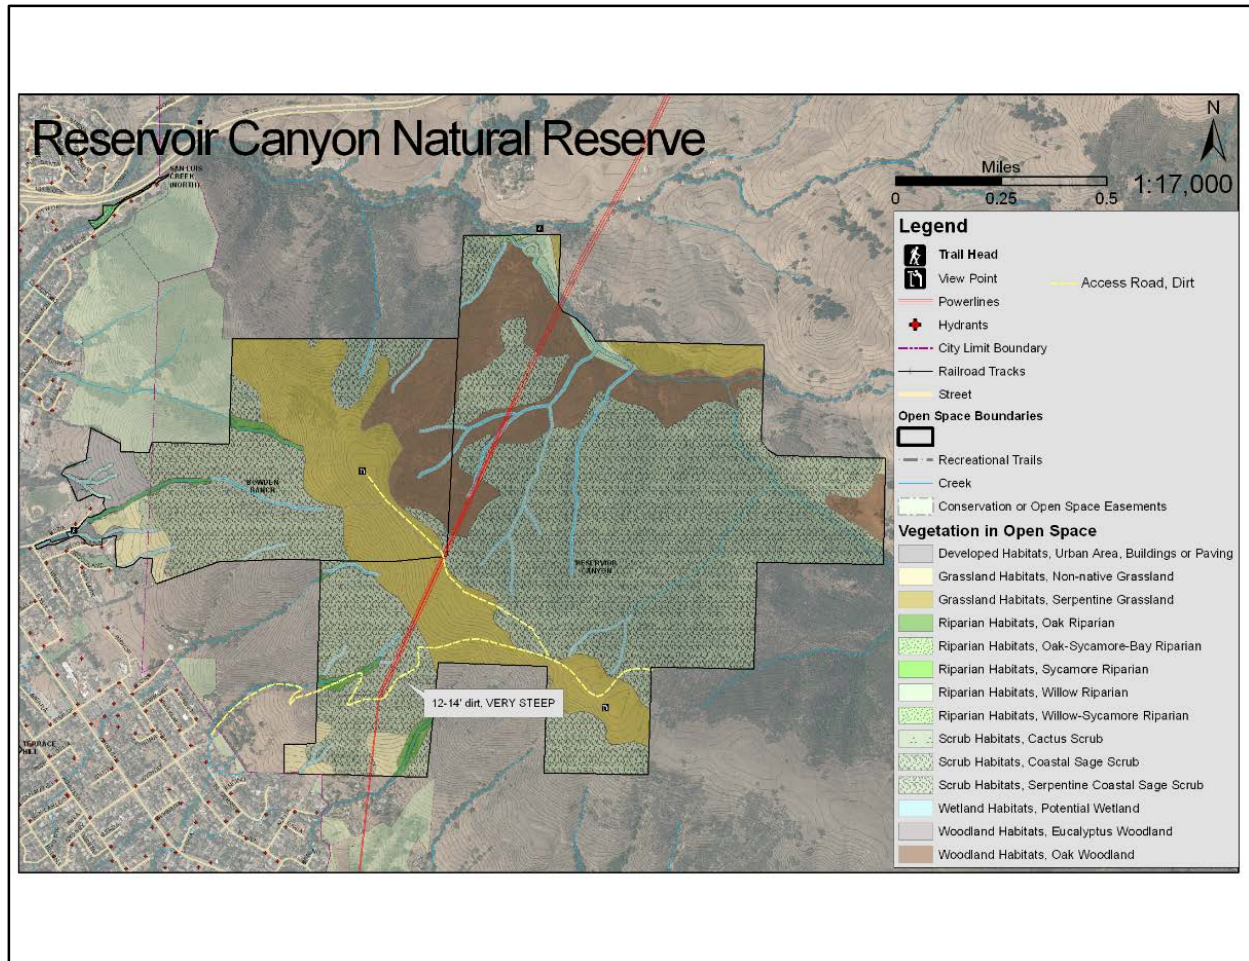 Reservoir Canyon Natural Reserve
N
Miles
0 0.25 0.5
1:17,000
SAN LUIS
CREEK
(NORTH)
BOWDEN
RANCH
RESERVOIR
CANYON
12-14' dirt, VERY STEEP
TERRACE
HILL
Legend
Trail Head
View Point
Access Road, Dirt
Powerlines
Hydrants
City Limit Boundary
Railroad Tracks
Street
Open Space Boundaries
Recreational Trails
Creek
Conservation or Open Space Easements
Vegetation in Open Space
Developed Habitats, Urban Area, Buildings or Paving
Grassland Habitats, Non-native Grassland
Grassland Habitats, Serpentine Grassland
Riparian Habitats, Oak Riparian
Riparian Habitats, Oak-Sycamore-Bay Riparian
Riparian Habitats, Sycamore Riparian
Riparian Habitats, Willow Riparian
Riparian Habitats, Willow-Sycamore Riparian
Scrub Habitats, Cactus Scrub
Scrub Habitats, Coastal Sage Scrub
Scrub Habitats, Serpentine Coastal Sage Scrub
Wetland Habitats, Potential Wetland
Woodland Habitats, Eucalyptus Woodland
Woodland Habitats, Oak Woodland